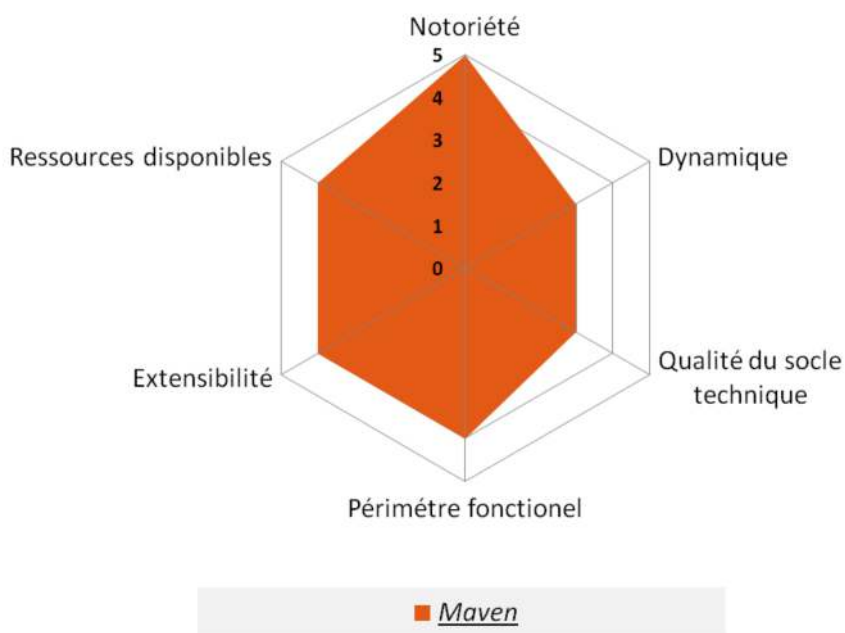 Notoriété
5
4
3
2
1
0
Ressources disponibles
Dynamique
Extensibilité
Qualité du socle
technique
Périmétre fonctionel
Maven